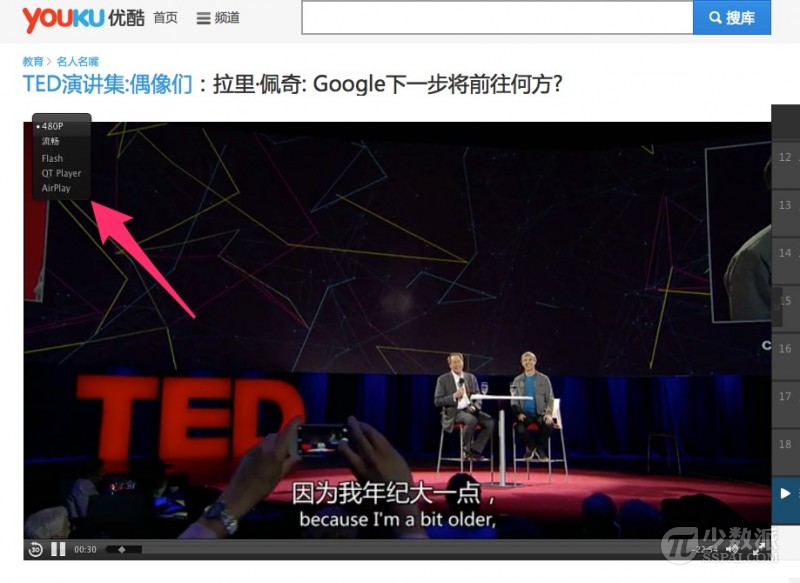 YOUKU 优酷 首页 频道 搜库
教育 > 名人名嘴
TED演讲集:偶像们：拉里·佩奇: Google下一步将前往何方?
480P
流畅
Flash
QT Player
AirPlay
12
13
14
15
16
17
18
TED
因为我年纪大一点，
because I'm a bit older,
30
00:30
-22:54
少数派
SSPAI.COM